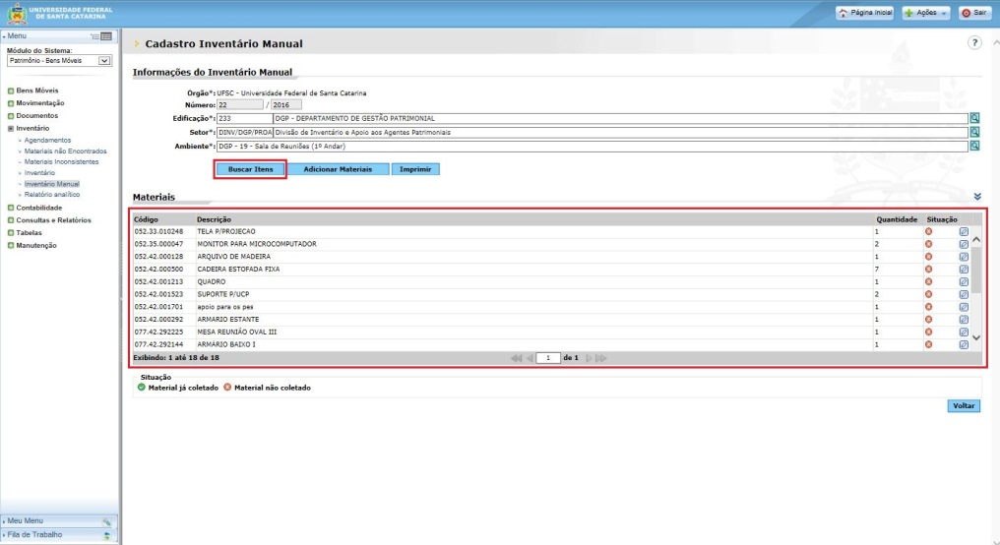 UNIVERSIDADE FEDERAL
DE SANTA CATARINA
Página Inicial
Ações
Sair
Menu
Módulo do Sistema:
Patrimônio - Bens Móveis
Bens Móveis
Movimentação
Documentos
Inventário
Agendamentos
Materiais não Encontrados
Materiais Inconsistentes
Inventário
Inventário Manual
Relatório analítico
Contabilidade
Consultas e Relatórios
Tabelas
Manutenção
Meu Menu
Fila de Trabalho
Cadastro Inventário Manual
?
Informações do Inventário Manual
Órgão*: UFSC - Universidade Federal de Santa Catarina
Número: 22 / 2016
Edificação*: 233 DGP - DEPARTAMENTO DE GESTÃO PATRIMONIAL
Setor*: DINV/DGP/PROA Divisão de Inventário e Apoio aos Agentes Patrimoniais
Ambiente*: DGP - 19 - Sala de Reuniões (1º Andar)
Buscar Itens Adicionar Materiais Imprimir
Materiais
Código Descrição Quantidade Situação
052.33.010248 TELA P/PROJECAO 1
052.35.000047 MONITOR PARA MICROCOMPUTADOR 2
052.42.000128 ARQUIVO DE MADEIRA 1
052.42.000500 CADEIRA ESTOFADA FIXA 7
052.42.001213 QUADRO 1
052.42.001523 SUPORTE P/UCP 2
052.42.001701 apoio para os pes 1
052.42.000292 ARMARIO ESTANTE 1
077.42.292225 MESA REUNIÃO OVAL III 1
077.42.292144 ARMÁRIO BAIXO I 1
Exibindo: 1 até 18 de 18 1 de 1
Situação
Material já coletado Material não coletado
Voltar